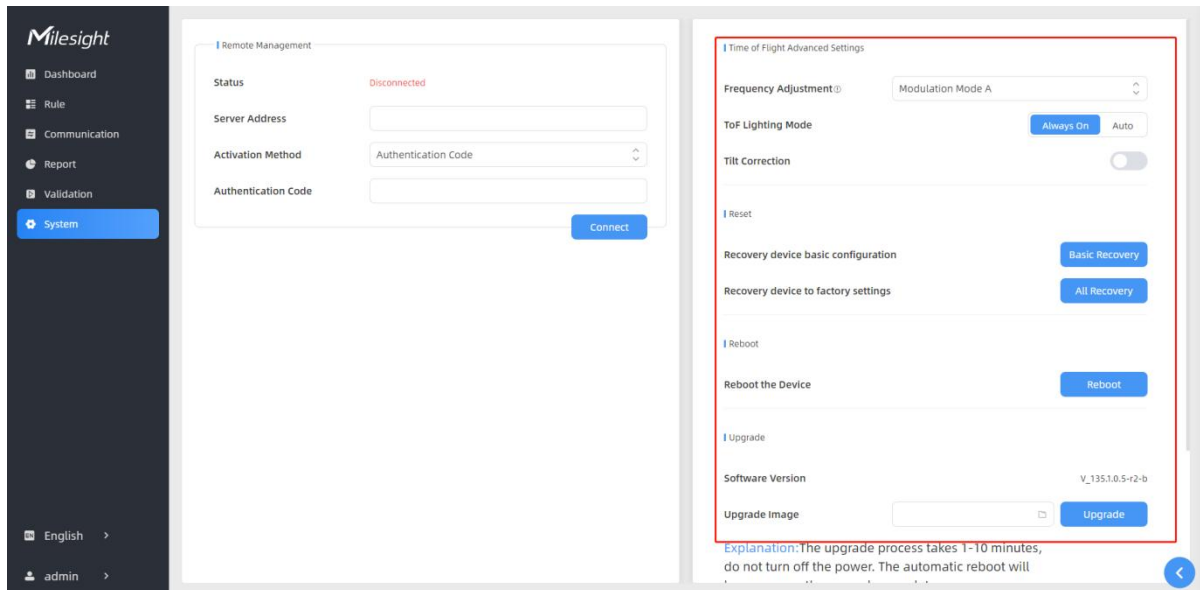 Milesight
Dashboard
Rule
Communication
Report
Validation
System
English
admin
Remote Management
Status Disconnected
Server Address
Activation Method Authentication Code
Authentication Code
Connect
Time of Flight Advanced Settings
Frequency Adjustment Modulation Mode A
ToF Lighting Mode Always On Auto
Tilt Correction
Reset
Recovery device basic configuration Basic Recovery
Recovery device to factory settings All Recovery
Reboot
Reboot the Device Reboot
Upgrade
Software Version V_135.1.0.5-r2-b
Upgrade Image Upgrade
Explanation:The upgrade process takes 1-10 minutes,
do not turn off the power. The automatic reboot will